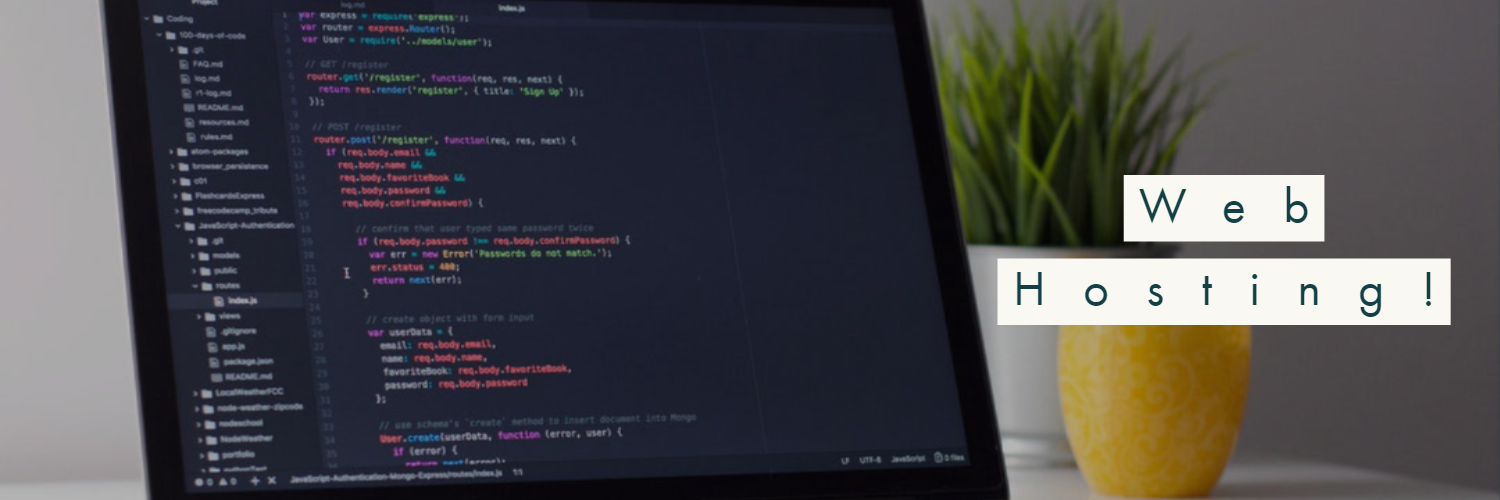 Project
log.md
index.js
Coding
100-days-of-code
.git
FAQ.md
log.md
r1-log.md
README.md
resources.md
rules.md
atom-packages
browser_persistance
c01
FlashcardsExpress
freecodecamp_tribute
JavaScript-Authentication
.git
models
public
routes
index.js
views
.gitignore
app.js
package.json
README.md
LocalWeatherFCC
node-weather-zipcode
nodeschool
NodeWeather
portfolio
1 var express = require('express');
2 var router = express.Router();
3 var User = require('../models/user');
4
5 // GET /register
6 router.get('/register', function(req, res, next) {
7 return res.render('register', { title: 'Sign Up' });
8 });
9
10 // POST /register
11 router.post('/register', function(req, res, next) {
12 if (req.body.email &&
13 req.body.name &&
14 req.body.favoriteBook &&
15 req.body.password &&
16 req.body.confirmPassword) {
17
18 // confirm that user typed same password twice
19 if (req.body.password !== req.body.confirmPassword) {
20 var err = new Error('Passwords do not match.');
21 err.status = 400;
22 return next(err);
23 }
24
25 // create object with form input
26 var userData = {
27 email: req.body.email,
28 name: req.body.name,
29 favoriteBook: req.body.favoriteBook,
30 password: req.body.password
31 };
32
33 // use schema's `create` method to insert document into Mongo
34 User.create(userData, function (error, user) {
35 if (error) {
return next(error);
0 0 + × JavaScript-Authentication-Mongo-Express/routes/index.js 1:1
LF UTF-8 JavaScript 0 files
Web
Hosting!